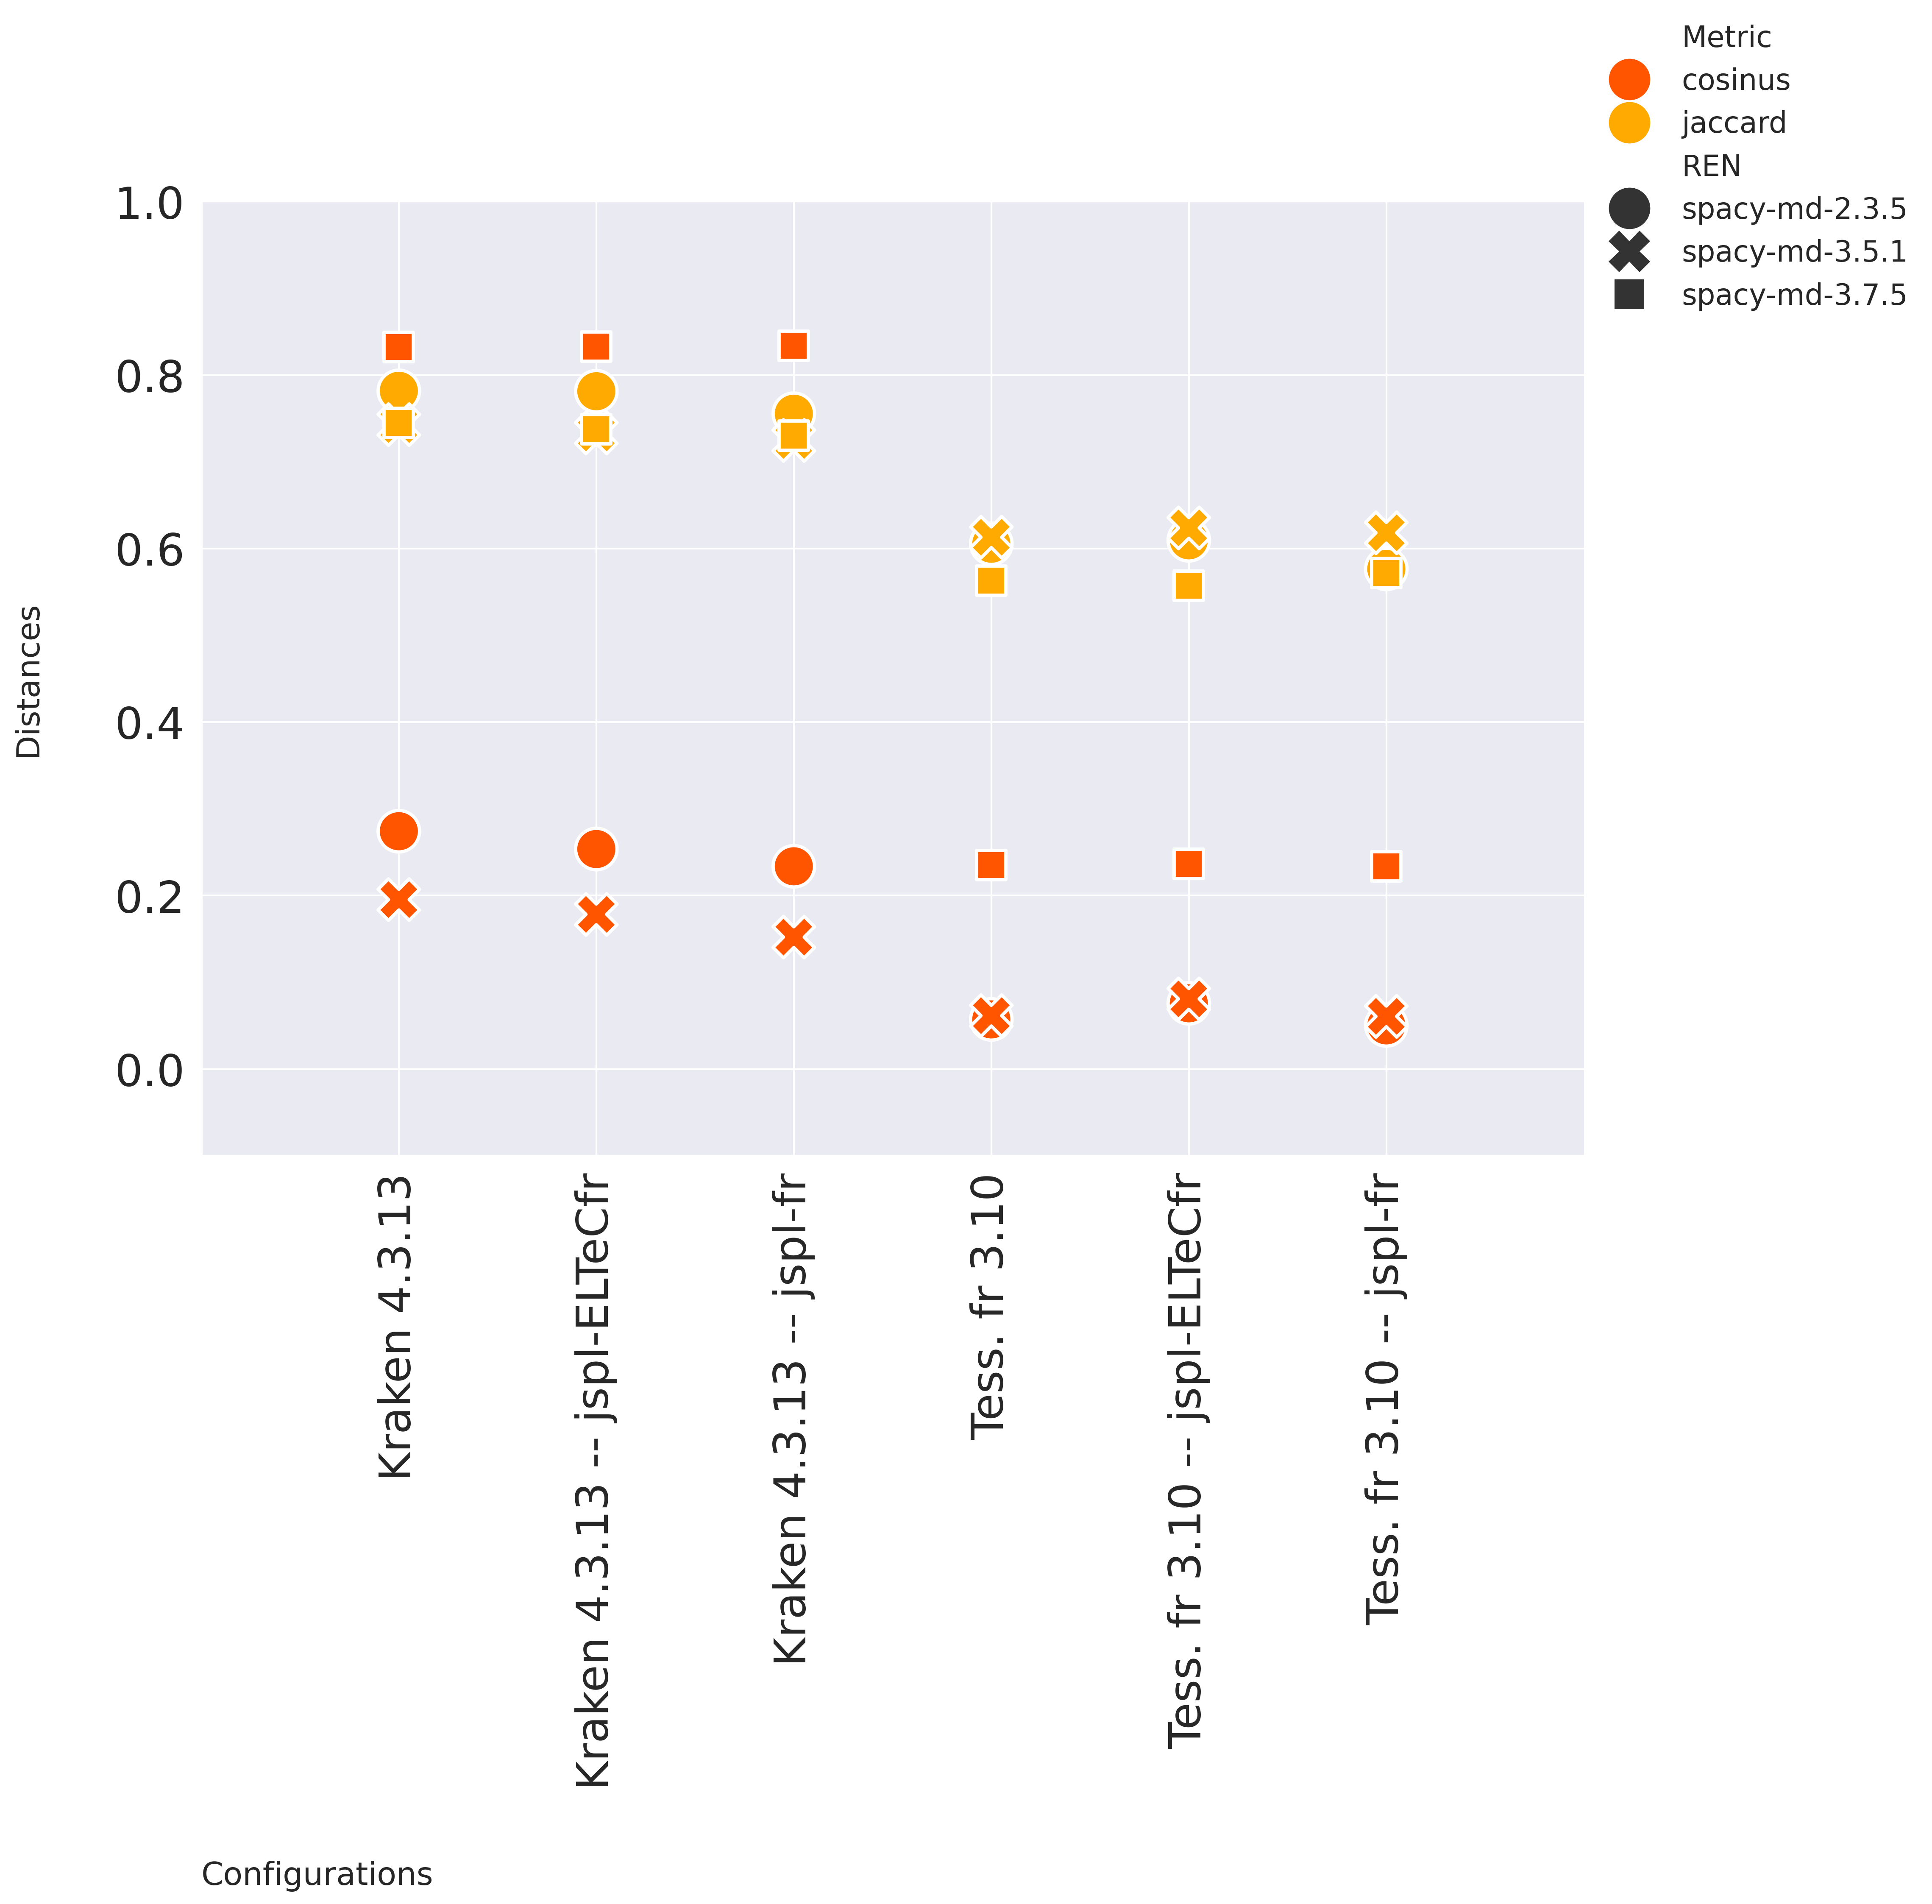 Metric
cosinus
jaccard
REN
spacy-md-2.3.5
spacy-md-3.5.1
spacy-md-3.7.5
1.0
0.8
0.6
0.4
0.2
0.0
Distances
Kraken 4.3.13
Kraken 4.3.13 -- jspl-ELTeCfr
Kraken 4.3.13 -- jspl-fr
Tess. fr 3.10
Tess. fr 3.10 -- jspl-ELTeCfr
Tess. fr 3.10 -- jspl-fr
Configurations